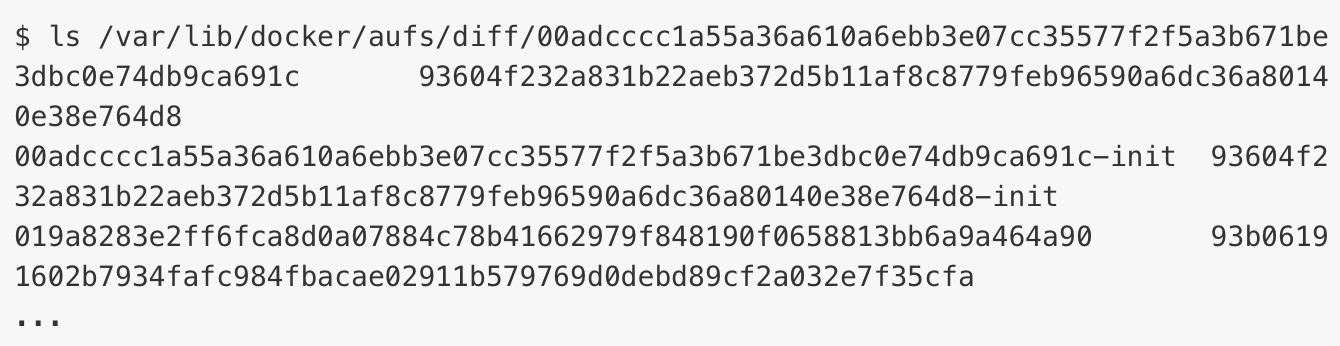 $ ls /var/lib/docker/aufs/diff/00adcccc1a55a36a610a6ebb3e07cc35577f2f5a3b671be
3dbc0e74db9ca691c       93604f232a831b22aeb372d5b11af8c8779feb96590a6dc36a8014
0e38e764d8
00adcccc1a55a36a610a6ebb3e07cc35577f2f5a3b671be3dbc0e74db9ca691c-init  93604f2
32a831b22aeb372d5b11af8c8779feb96590a6dc36a80140e38e764d8-init
019a8283e2ff6fca8d0a07884c78b41662979f848190f0658813bb6a9a464a90       93b0619
1602b7934fafc984fbacae02911b579769d0debd89cf2a032e7f35cfa
...